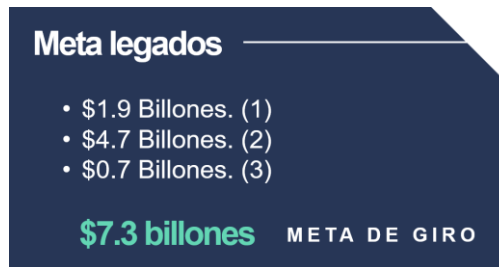 Meta legados
• $1.9 Billones. (1)
• $4.7 Billones. (2)
• $0.7 Billones. (3)
$7.3 billones META DE GIRO